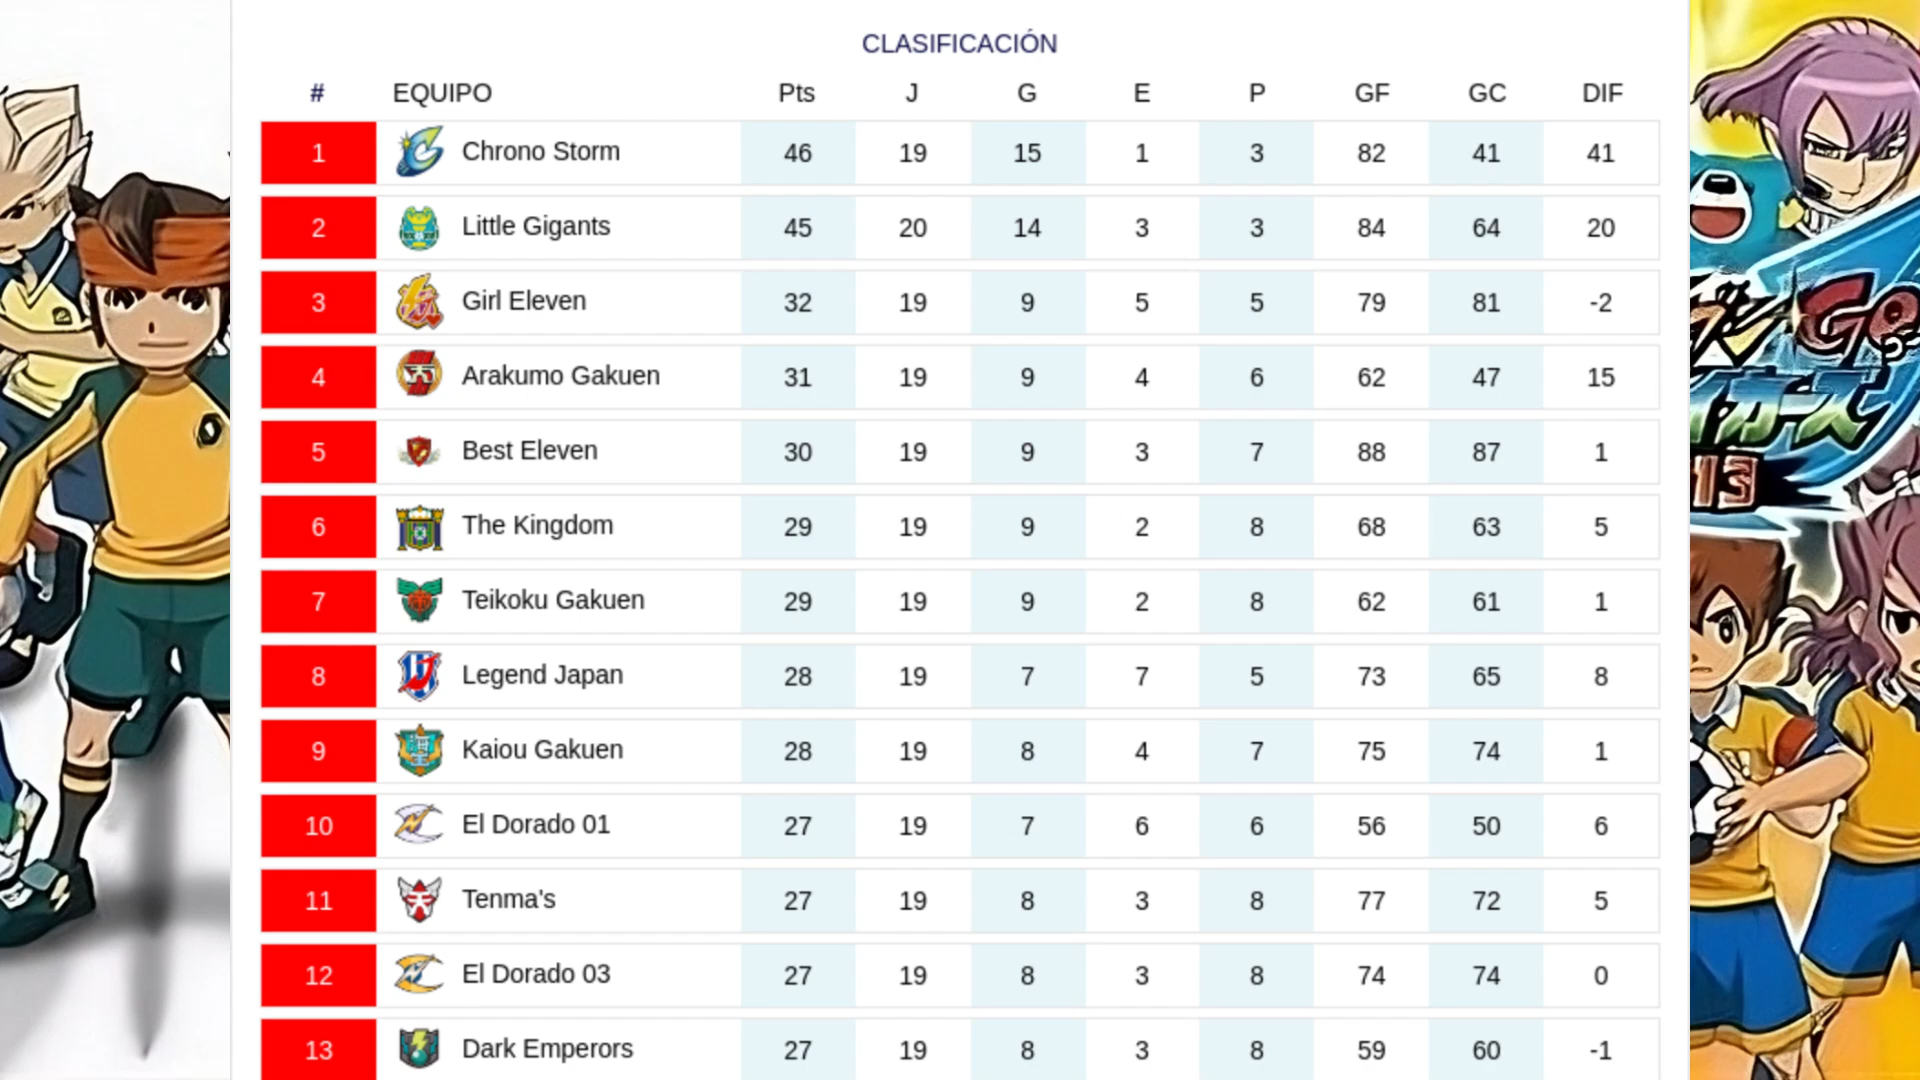 CLASIFICACIÓN
# EQUIPO Pts J G E P GF GC DIF
1 Chrono Storm 46 19 15 1 3 82 41 41
2 Little Gigants 45 20 14 3 3 84 64 20
3 Girl Eleven 32 19 9 5 5 79 81 -2
4 Arakumo Gakuen 31 19 9 4 6 62 47 15
5 Best Eleven 30 19 9 3 7 88 87 1
6 The Kingdom 29 19 9 2 8 68 63 5
7 Teikoku Gakuen 29 19 9 2 8 62 61 1
8 Legend Japan 28 19 7 7 5 73 65 8
9 Kaiou Gakuen 28 19 8 4 7 75 74 1
10 El Dorado 01 27 19 7 6 6 56 50 6
11 Tenma's 27 19 8 3 8 77 72 5
12 El Dorado 03 27 19 8 3 8 74 74 0
13 Dark Emperors 27 19 8 3 8 59 60 -1
GO
13